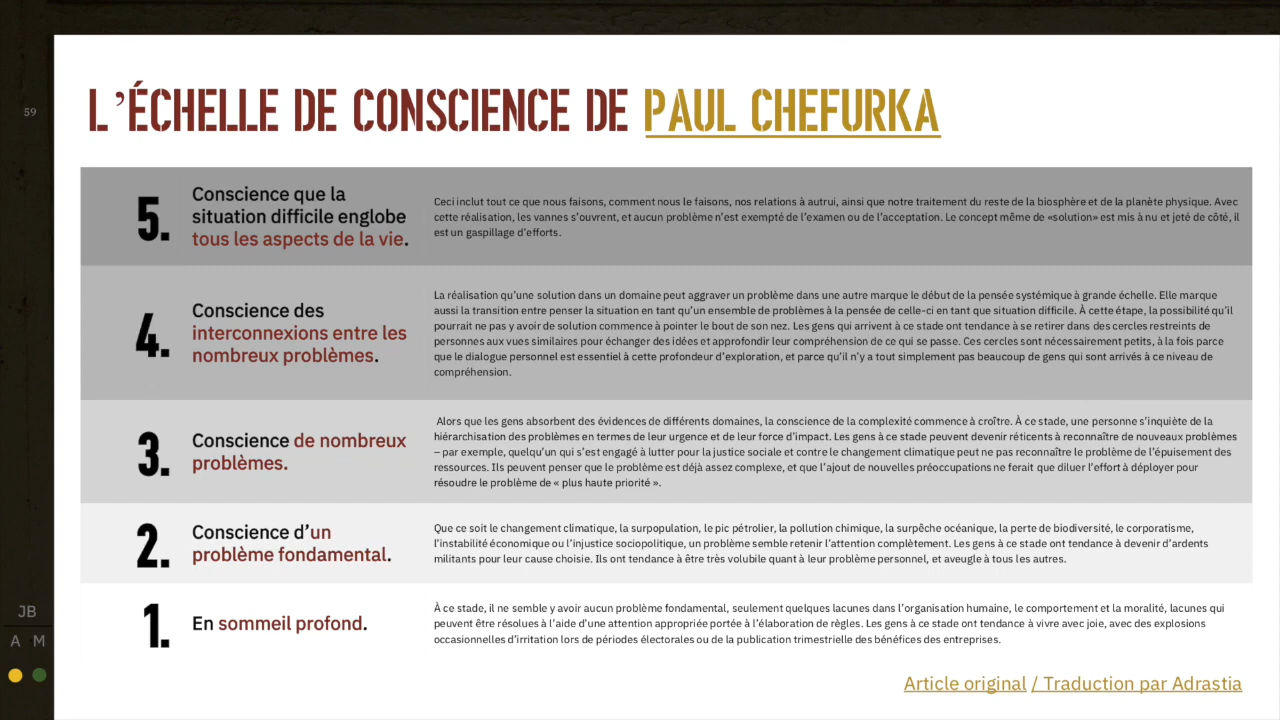 59
L’ÉCHELLE DE CONSCIENCE DE PAUL CHEFURKA
5.
Conscience que la
situation difficile englobe
tous les aspects de la vie.
Ceci inclut tout ce que nous faisons, comment nous le faisons, nos relations à autrui, ainsi que notre traitement du reste de la biosphère et de la planète physique. Avec
cette réalisation, les vannes s’ouvrent, et aucun problème n’est exempté de l’examen ou de l’acceptation. Le concept même de «solution» est mis à nu et jeté de côté, il
est un gaspillage d’efforts.
4.
Conscience des
interconnexions entre les
nombreux problèmes.
La réalisation qu’une solution dans un domaine peut aggraver un problème dans une autre marque le début de la pensée systémique à grande échelle. Elle marque
aussi la transition entre penser la situation en tant qu’un ensemble de problèmes à la pensée de celle-ci en tant que situation difficile. À cette étape, la possibilité qu’il
pourrait ne pas y avoir de solution commence à pointer le bout de son nez. Les gens qui arrivent à ce stade ont tendance à se retirer dans des cercles restreints de
personnes aux vues similaires pour échanger des idées et approfondir leur compréhension de ce qui se passe. Ces cercles sont nécessairement petits, à la fois parce
que le dialogue personnel est essentiel à cette profondeur d’exploration, et parce qu’il n’y a tout simplement pas beaucoup de gens qui sont arrivés à ce niveau de
compréhension.
3.
Conscience de nombreux
problèmes.
Alors que les gens absorbent des évidences de différents domaines, la conscience de la complexité commence à croître. À ce stade, une personne s’inquiète de la
hiérarchisation des problèmes en termes de leur urgence et de leur force d’impact. Les gens à ce stade peuvent devenir réticents à reconnaître de nouveaux problèmes
– par exemple, quelqu’un qui s’est engagé à lutter pour la justice sociale et contre le changement climatique peut ne pas reconnaître le problème de l’épuisement des
ressources. Ils peuvent penser que le problème est déjà assez complexe, et que l’ajout de nouvelles préoccupations ne ferait que diluer l’effort à déployer pour
résoudre le problème de « plus haute priorité ».
2.
Conscience d’un
problème fondamental.
Que ce soit le changement climatique, la surpopulation, le pic pétrolier, la pollution chimique, la surpêche océanique, la perte de biodiversité, le corporatisme,
l’instabilité économique ou l’injustice sociopolitique, un problème semble retenir l’attention complètement. Les gens à ce stade ont tendance à devenir d’ardents
militants pour leur cause choisie. Ils ont tendance à être très volubile quant à leur problème personnel, et aveugle à tous les autres.
1.
En sommeil profond.
À ce stade, il ne semble y avoir aucun problème fondamental, seulement quelques lacunes dans l’organisation humaine, le comportement et la moralité, lacunes qui
peuvent être résolues à l’aide d’une attention appropriée portée à l’élaboration de règles. Les gens à ce stade ont tendance à vivre avec joie, avec des explosions
occasionnelles d’irritation lors de périodes électorales ou de la publication trimestrielle des bénéfices des entreprises.
JB
A M
Article original / Traduction par Adrastia